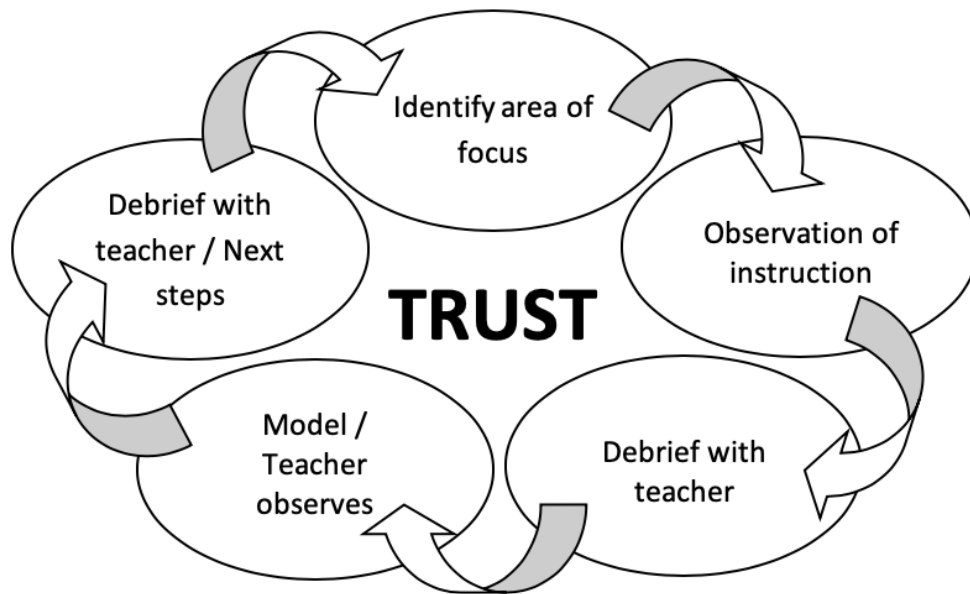 Identify area of
focus
Observation of
instruction
Debrief with
teacher
Model /
Teacher
observes
Debrief with
teacher / Next
steps
TRUST